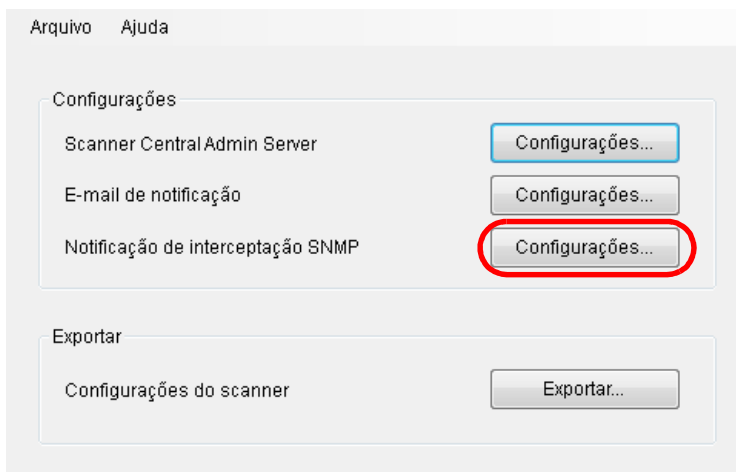 Arquivo Ajuda
Configurações
Scanner Central Admin Server Configurações...
E-mail de notificação Configurações...
Notificação de interceptação SNMP Configurações...
Exportar
Configurações do scanner Exportar...